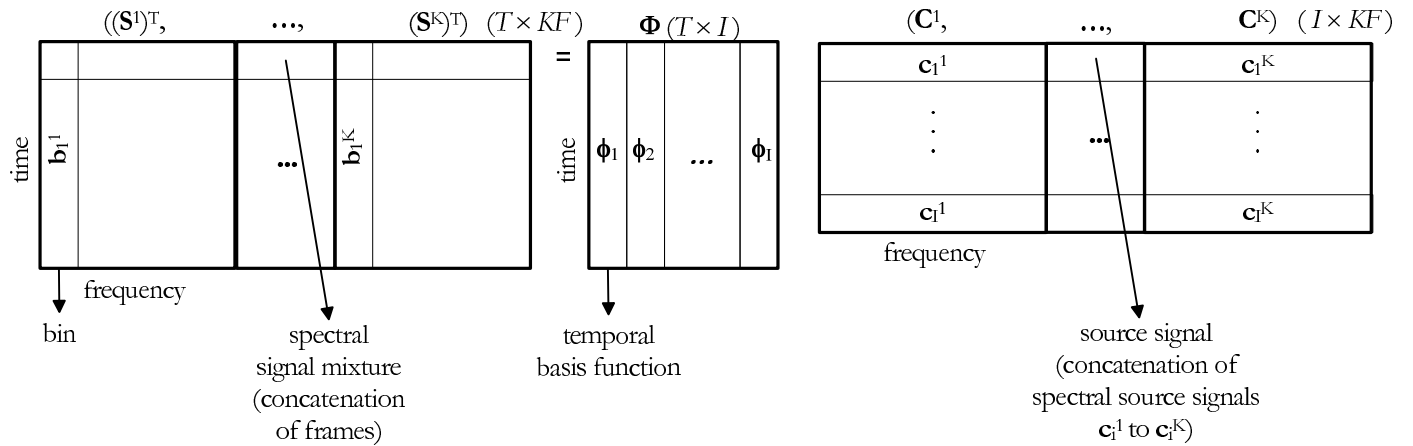 ((S¹)ᵀ, ..., (Sᴷ)ᵀ) (T × KF) = Φ (T × I) (C¹, ..., Cᴷ) (I × KF)
time
b₁¹
...
b₁ᴷ
time
ϕ₁ ϕ₂ ... ϕI
c₁¹ c₁ᴷ
⋮ ... ⋮
cI¹ cIᴷ
frequency
frequency
bin
spectral
signal mixture
(concatenation
of frames)
temporal
basis function
source signal
(concatenation of
spectral source signals
cᵢ¹ to cᵢᴷ)